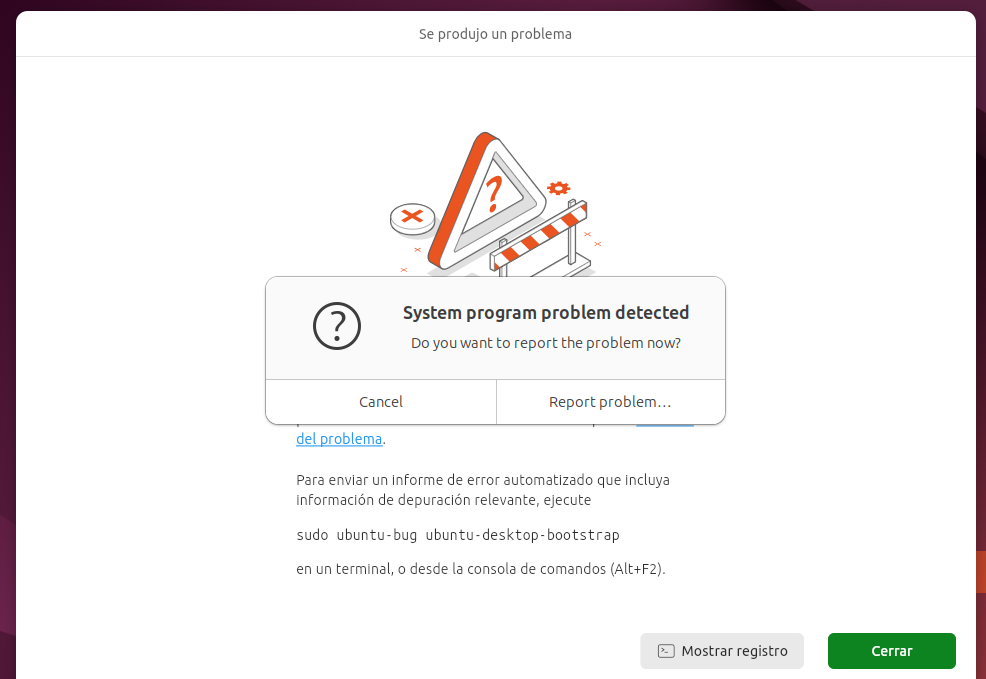 Se produjo un problema
System program problem detected
Do you want to report the problem now?
Cancel
Report problem…
del problema.
Para enviar un informe de error automatizado que incluya
información de depuración relevante, ejecute
sudo ubuntu-bug ubuntu-desktop-bootstrap
en un terminal, o desde la consola de comandos (Alt+F2).
Mostrar registro
Cerrar